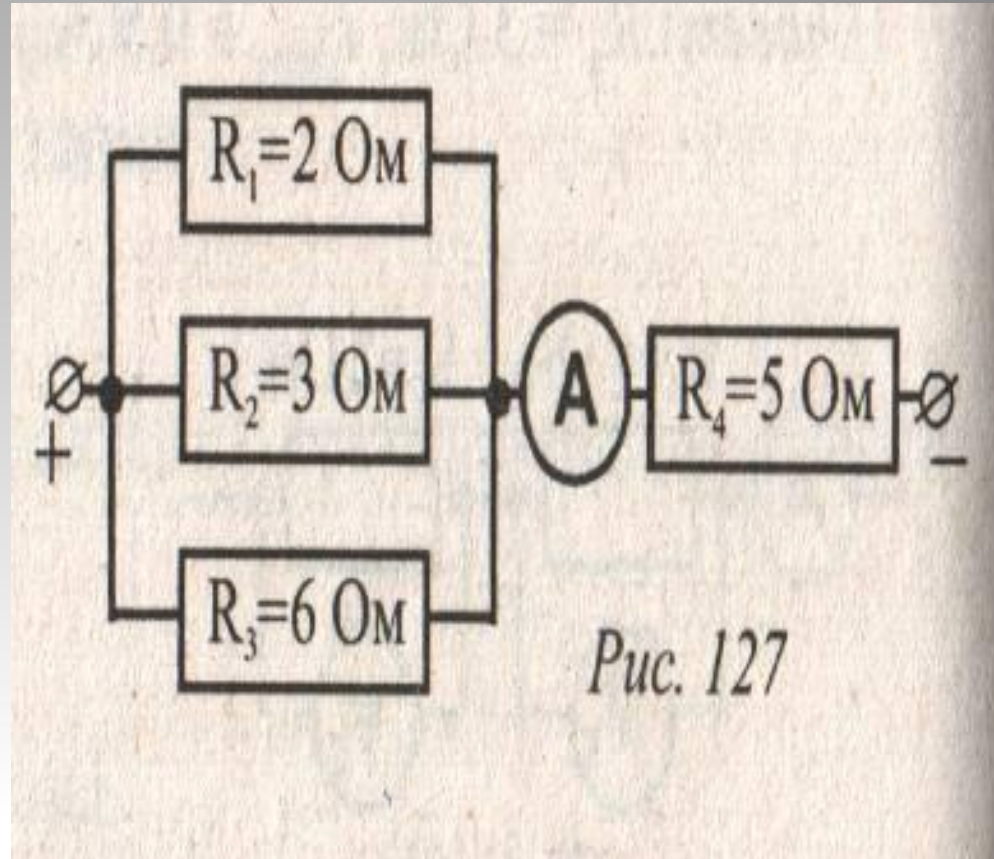 R₁=2 Ом
R₂=3 Ом
A
R₄=5 Ом
+
–
R₃=6 Ом
Рис. 127